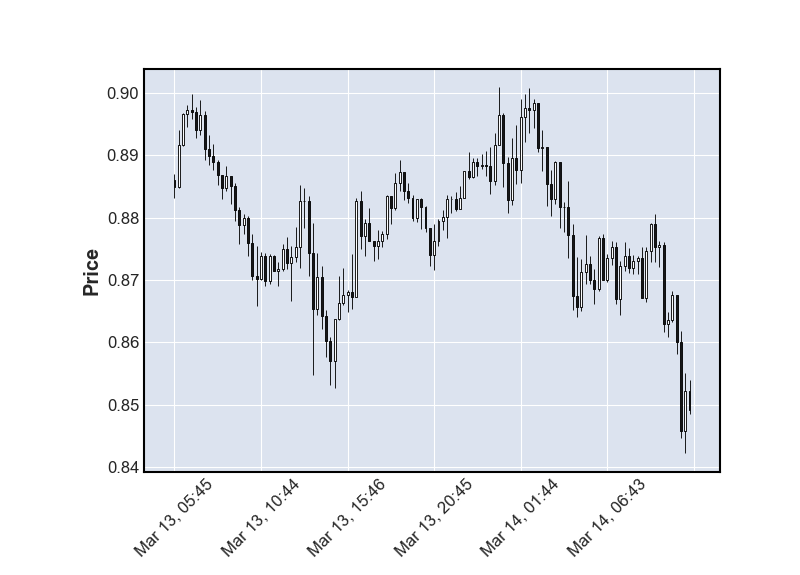 Price
0.90
0.89
0.88
0.87
0.86
0.85
0.84
Mar 13, 05:45
Mar 13, 10:44
Mar 13, 15:46
Mar 13, 20:45
Mar 14, 01:44
Mar 14, 06:43